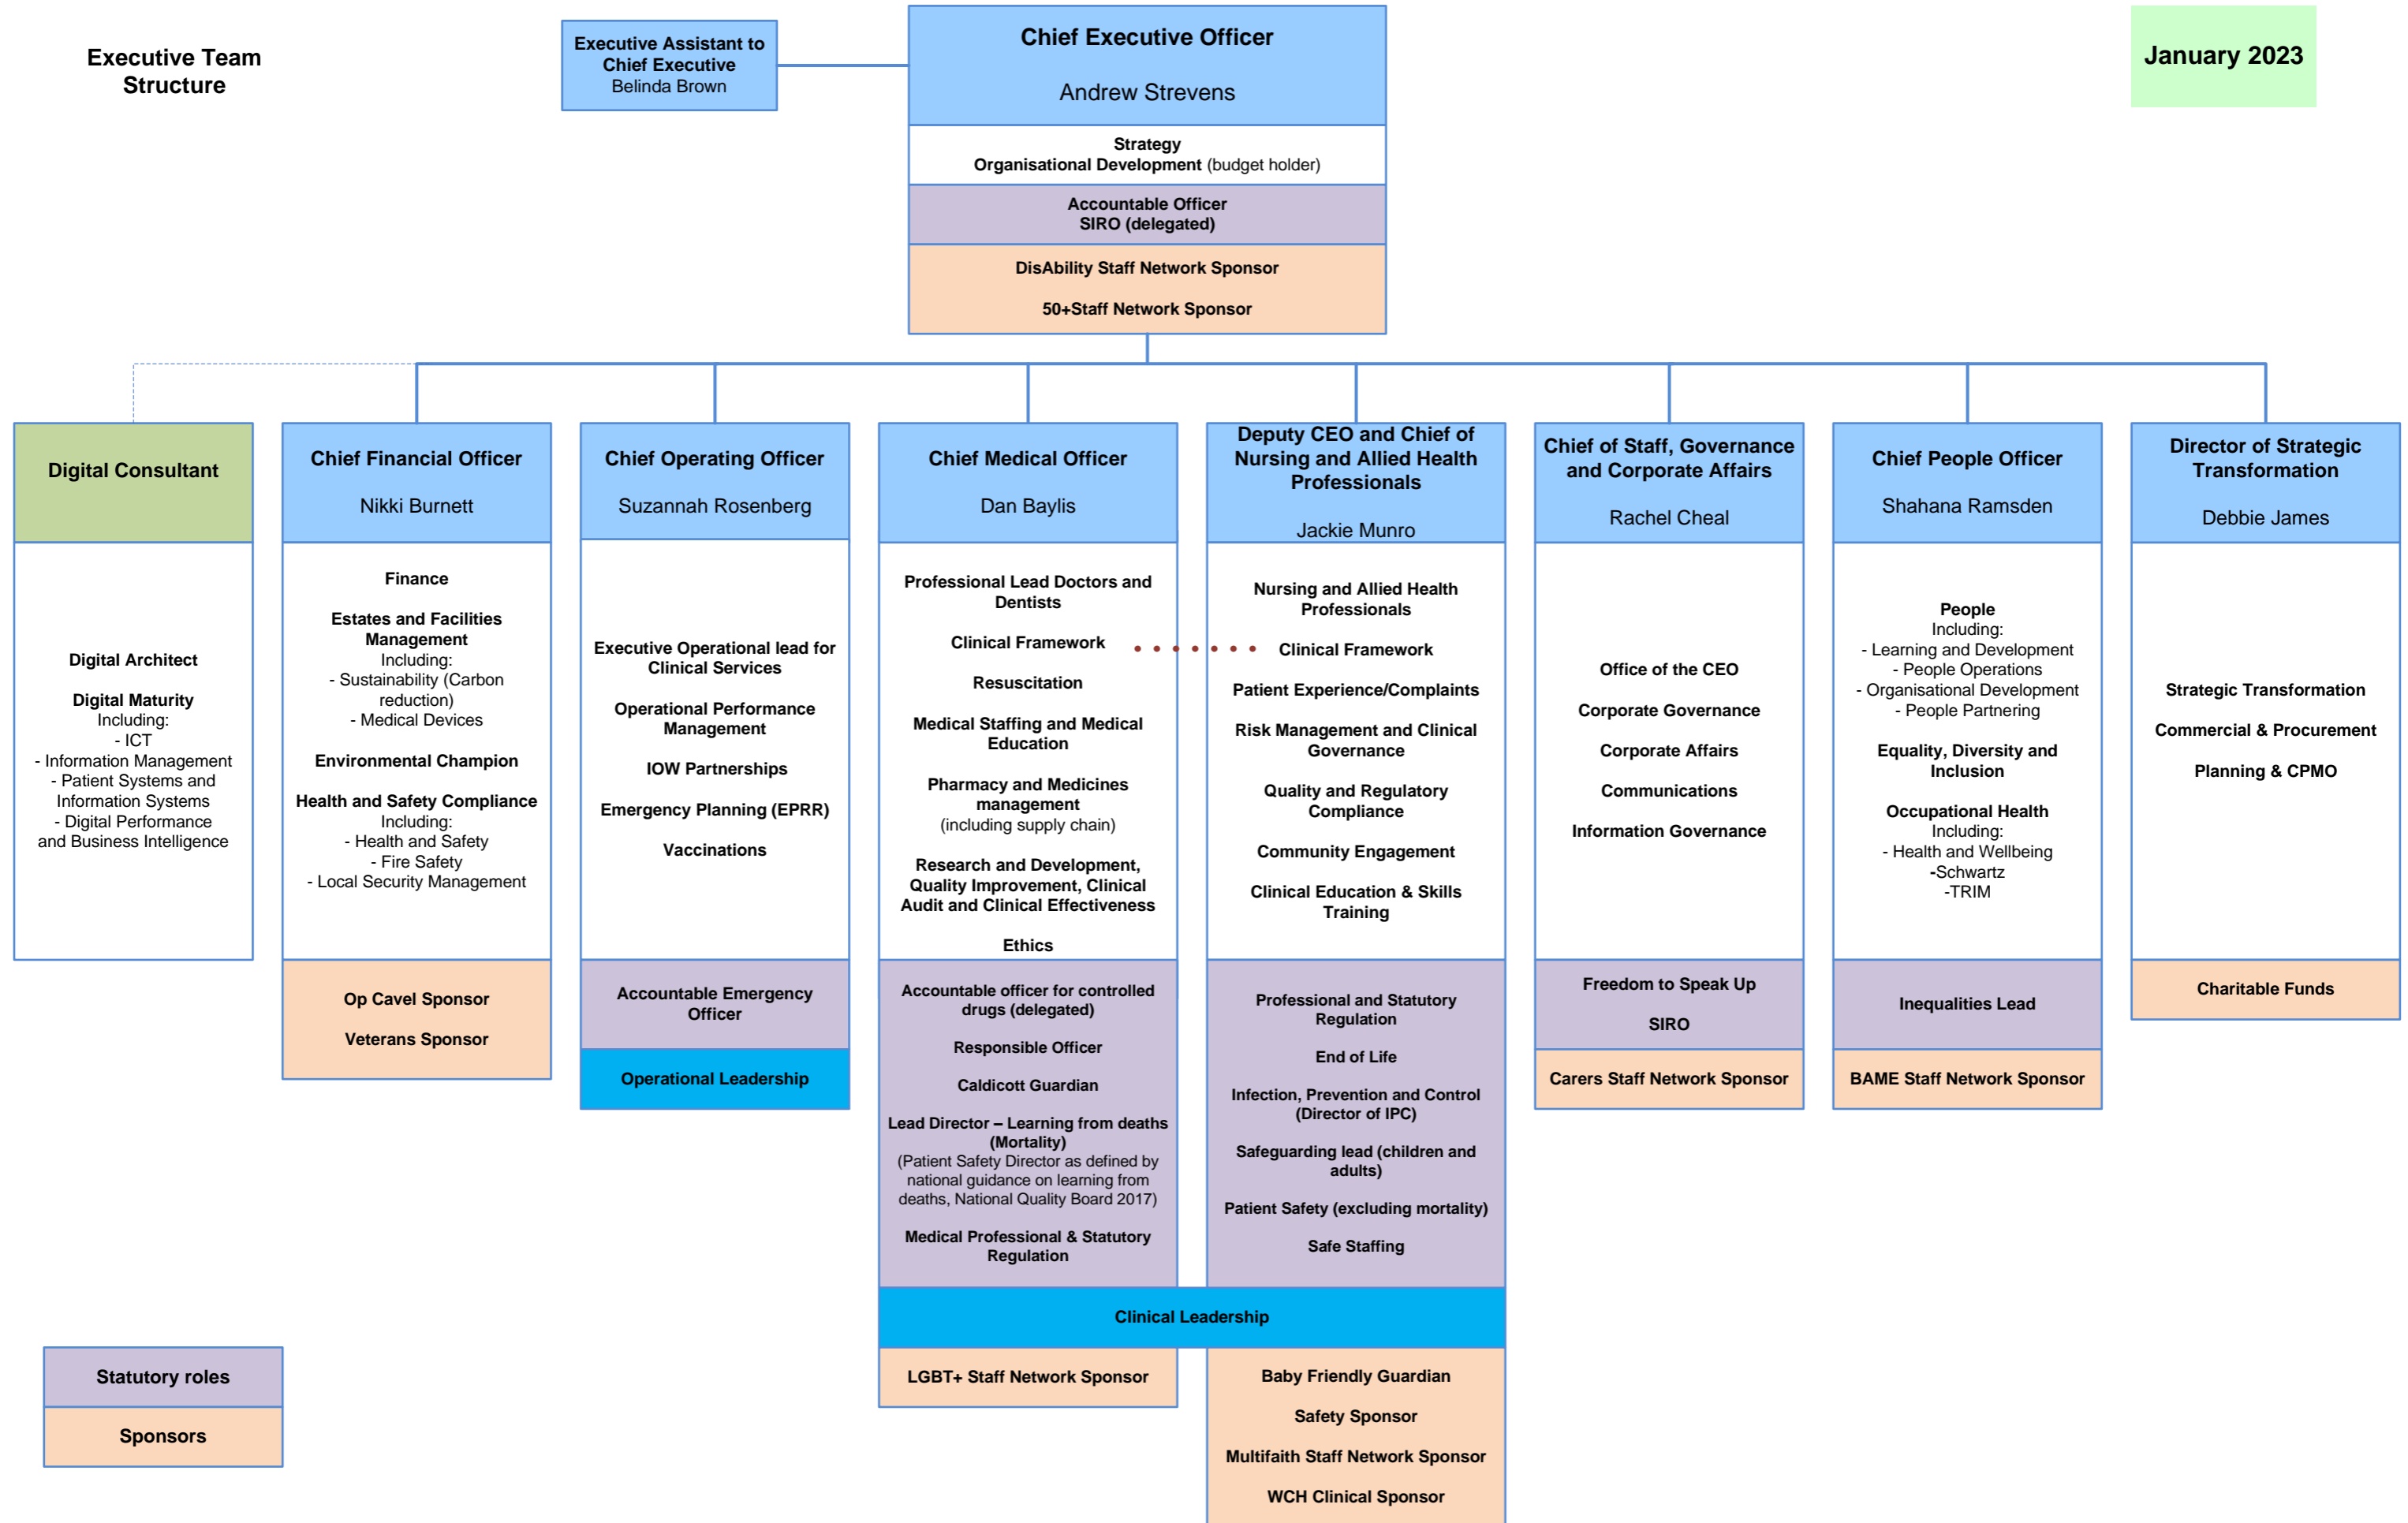 Executive Team
Structure
Executive Assistant to
Chief Executive
Belinda Brown
Chief Executive Officer
Andrew Strevens
January 2023
Strategy
Organisational Development (budget holder)
Accountable Officer
SIRO (delegated)
DisAbility Staff Network Sponsor
50+Staff Network Sponsor
Digital Consultant
Digital Architect
Digital Maturity
Including:
- ICT
- Information Management
- Patient Systems and
Information Systems
- Digital Performance
and Business Intelligence
Chief Financial Officer
Nikki Burnett
Finance
Estates and Facilities
Management
Including:
- Sustainability (Carbon
reduction)
- Medical Devices
Environmental Champion
Health and Safety Compliance
Including:
- Health and Safety
- Fire Safety
- Local Security Management
Op Cavel Sponsor
Veterans Sponsor
Chief Operating Officer
Suzannah Rosenberg
Executive Operational lead for
Clinical Services
Operational Performance
Management
IOW Partnerships
Emergency Planning (EPRR)
Vaccinations
Accountable Emergency
Officer
Operational Leadership
Chief Medical Officer
Dan Baylis
Professional Lead Doctors and
Dentists
Clinical Framework
Resuscitation
Medical Staffing and Medical
Education
Pharmacy and Medicines
management
(including supply chain)
Research and Development,
Quality Improvement, Clinical
Audit and Clinical Effectiveness
Ethics
Accountable officer for controlled
drugs (delegated)
Responsible Officer
Caldicott Guardian
Lead Director – Learning from deaths
(Mortality)
(Patient Safety Director as defined by
national guidance on learning from
deaths, National Quality Board 2017)
Medical Professional & Statutory
Regulation
Deputy CEO and Chief of
Nursing and Allied Health
Professionals
Jackie Munro
Nursing and Allied Health
Professionals
Clinical Framework
Patient Experience/Complaints
Risk Management and Clinical
Governance
Quality and Regulatory
Compliance
Community Engagement
Clinical Education & Skills
Training
Professional and Statutory
Regulation
End of Life
Infection, Prevention and Control
(Director of IPC)
Safeguarding lead (children and
adults)
Patient Safety (excluding mortality)
Safe Staffing
Clinical Leadership
LGBT+ Staff Network Sponsor
Baby Friendly Guardian
Safety Sponsor
Multifaith Staff Network Sponsor
WCH Clinical Sponsor
Chief of Staff, Governance
and Corporate Affairs
Rachel Cheal
Office of the CEO
Corporate Governance
Corporate Affairs
Communications
Information Governance
Freedom to Speak Up
SIRO
Carers Staff Network Sponsor
Chief People Officer
Shahana Ramsden
People
Including:
- Learning and Development
- People Operations
- Organisational Development
- People Partnering
Equality, Diversity and
Inclusion
Occupational Health
Including:
- Health and Wellbeing
-Schwartz
-TRIM
Inequalities Lead
BAME Staff Network Sponsor
Director of Strategic
Transformation
Debbie James
Strategic Transformation
Commercial & Procurement
Planning & CPMO
Charitable Funds
Statutory roles
Sponsors